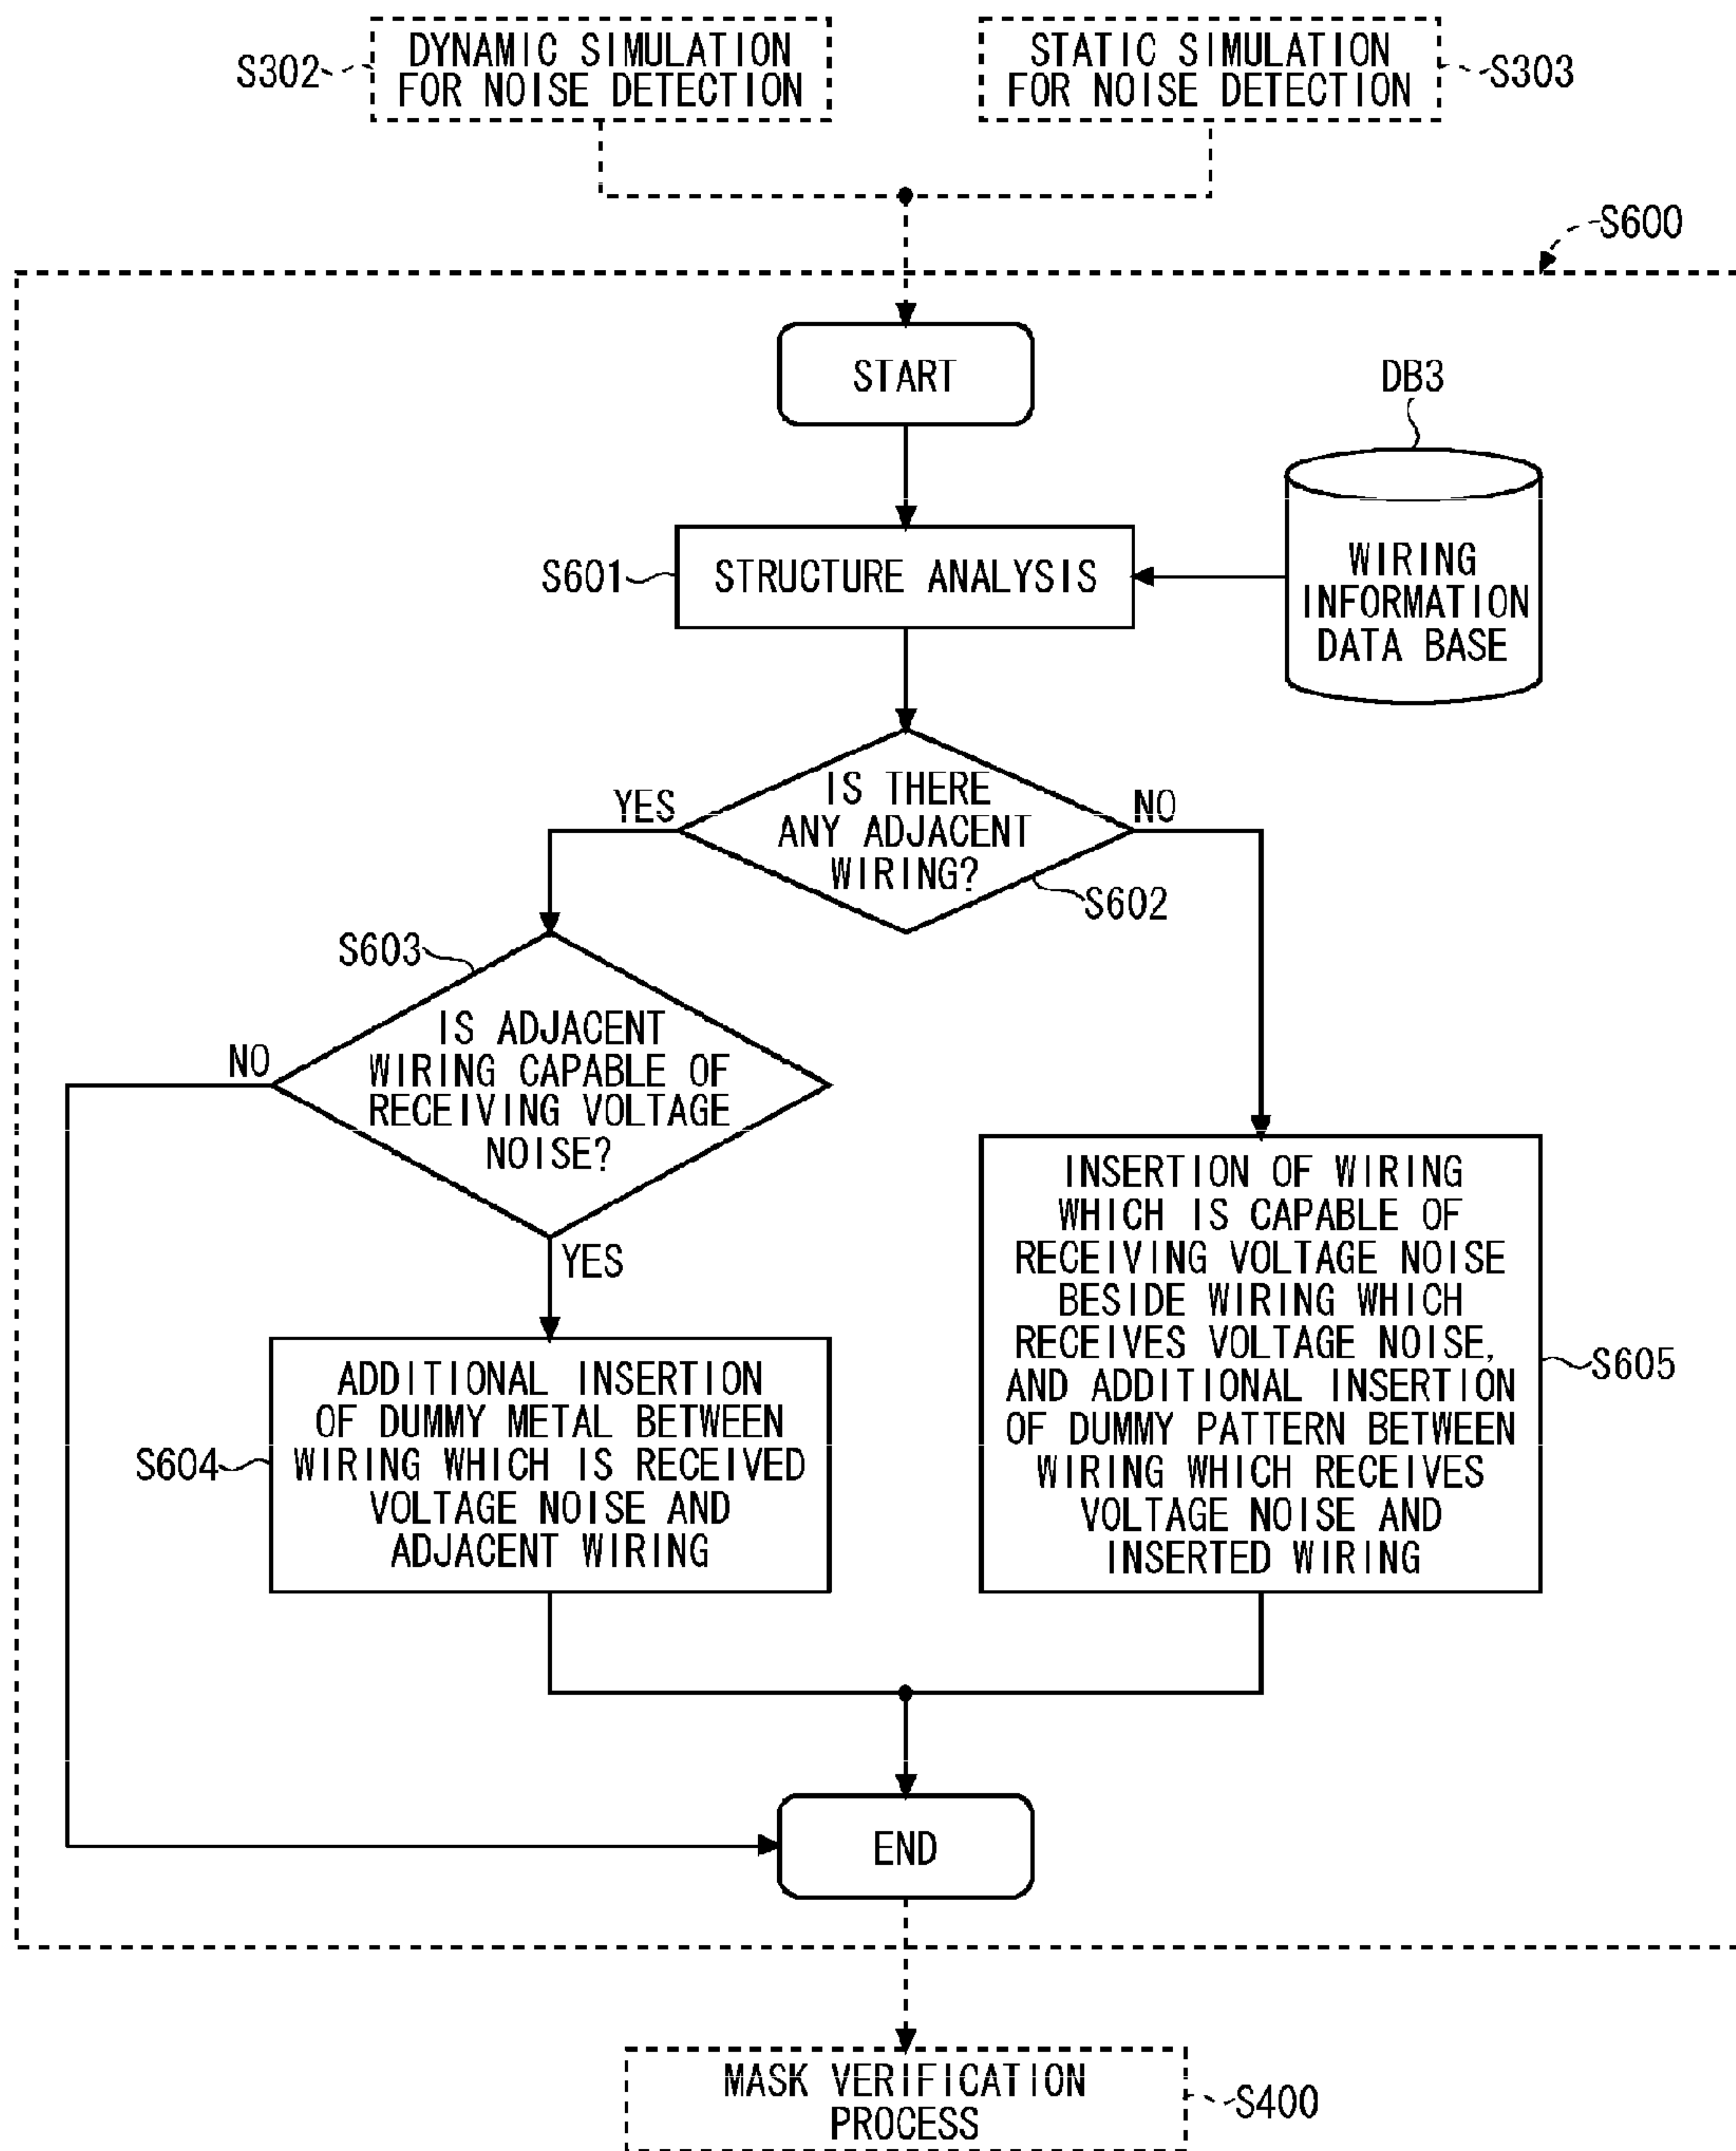 DYNAMIC SIMULATION
FOR NOISE DETECTION
S302
STATIC SIMULATION
FOR NOISE DETECTION
S303
S600
START
DB3
WIRING
INFORMATION
DATA BASE
S601
STRUCTURE ANALYSIS
IS THERE
ANY ADJACENT
WIRING?
YES
NO
S602
S603
IS ADJACENT
WIRING CAPABLE OF
RECEIVING VOLTAGE
NOISE?
NO
YES
S604
ADDITIONAL INSERTION
OF DUMMY METAL BETWEEN
WIRING WHICH IS RECEIVED
VOLTAGE NOISE AND
ADJACENT WIRING
INSERTION OF WIRING
WHICH IS CAPABLE OF
RECEIVING VOLTAGE NOISE
BESIDE WIRING WHICH
RECEIVES VOLTAGE NOISE,
AND ADDITIONAL INSERTION
OF DUMMY PATTERN BETWEEN
WIRING WHICH RECEIVES
VOLTAGE NOISE AND
INSERTED WIRING
S605
END
MASK VERIFICATION
PROCESS
S400